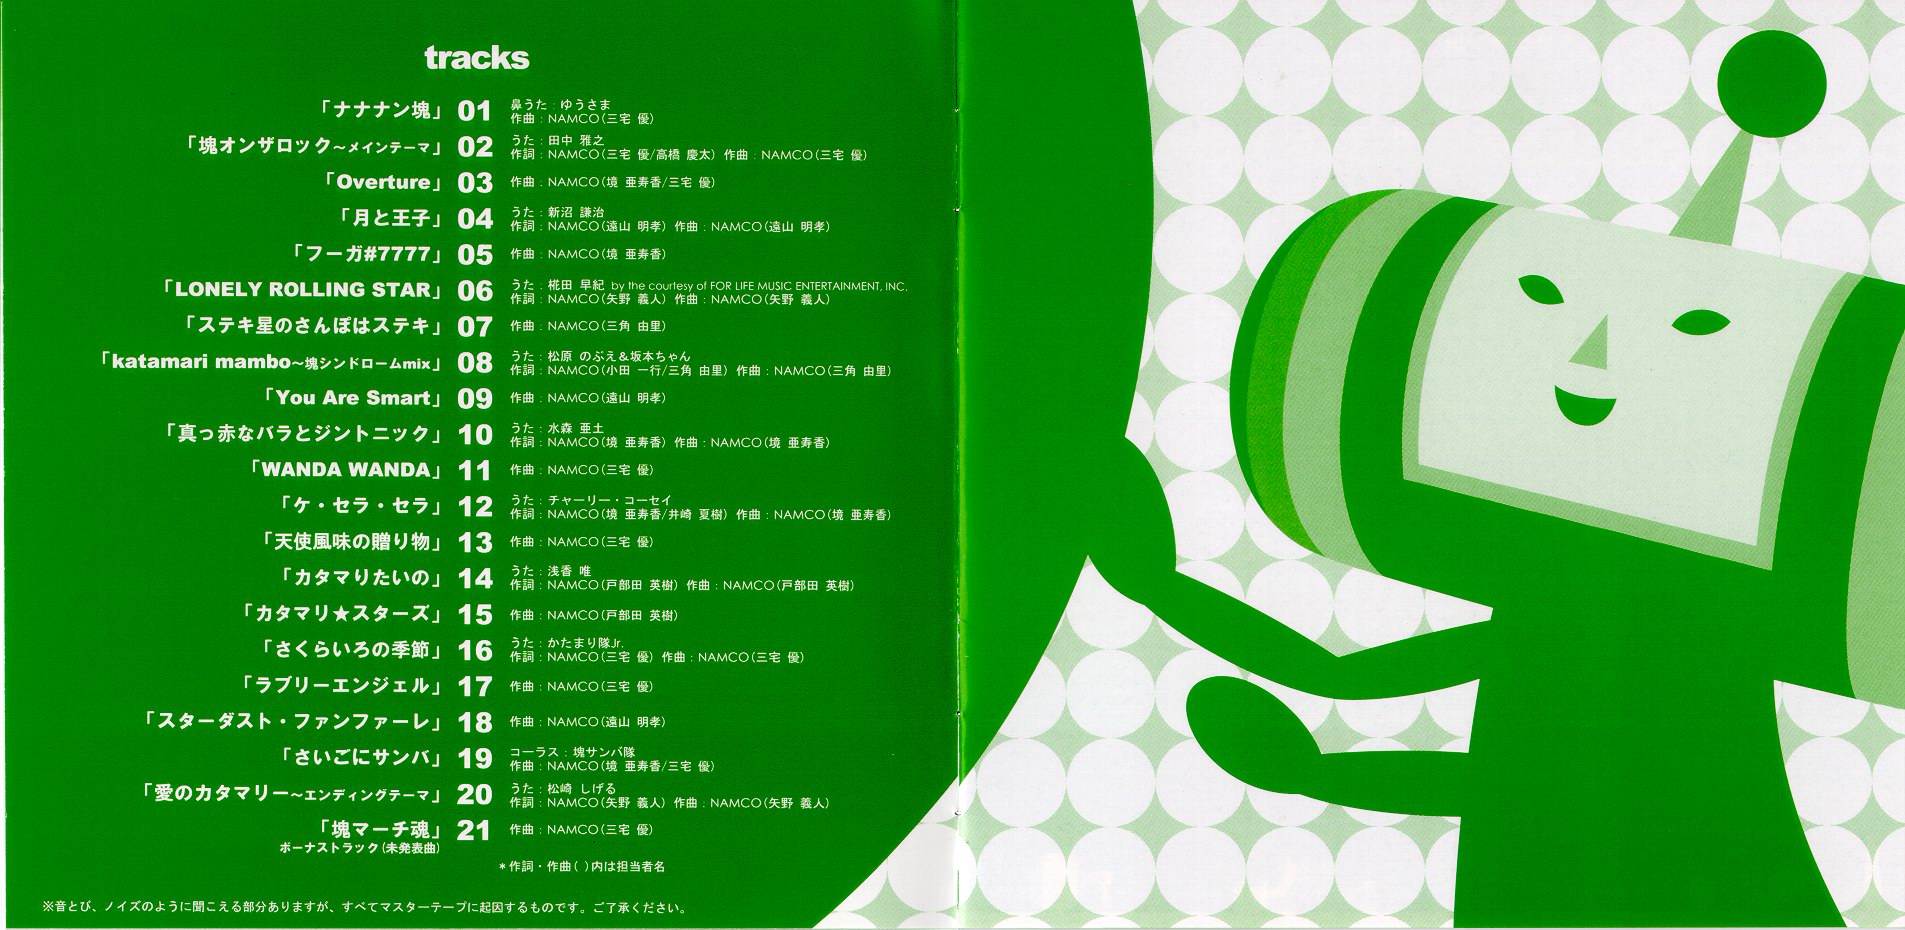 tracks
「ナナナン塊」 01 鼻うた：ゆうさま
作曲：NAMCO（三宅 優）
「塊オンザロック～メインテーマ」 02 うた：田中 雅之
作詞：NAMCO（三宅 優/高橋 慶太） 作曲：NAMCO（三宅 優）
「Overture」 03 作曲：NAMCO（境 亜寿香/三宅 優）
「月と王子」 04 うた：新沼 謙治
作詞：NAMCO（遠山 明孝） 作曲：NAMCO（遠山 明孝）
「フーガ#7777」 05 作曲：NAMCO（境 亜寿香）
「LONELY ROLLING STAR」 06 うた：椛田 早紀 by the courtesy of FOR LIFE MUSIC ENTERTAINMENT, INC.
作詞：NAMCO（矢野 義人） 作曲：NAMCO（矢野 義人）
「ステキ星のさんぽはステキ」 07 作曲：NAMCO（三角 由里）
「katamari mambo～塊シンドロームmix」 08 うた：松原 のぶえ＆坂本ちゃん
作詞：NAMCO（小田 一行/三角 由里） 作曲：NAMCO（三角 由里）
「You Are Smart」 09 作曲：NAMCO（遠山 明孝）
「真っ赤なバラとジントニック」 10 うた：水森 亜土
作詞：NAMCO（境 亜寿香） 作曲：NAMCO（境 亜寿香）
「WANDA WANDA」 11 作曲：NAMCO（三宅 優）
「ケ・セラ・セラ」 12 うた：チャーリー・コーセイ
作詞：NAMCO（境 亜寿香/井崎 夏樹） 作曲：NAMCO（境 亜寿香）
「天使風味の贈り物」 13 作曲：NAMCO（三宅 優）
「カタマりたいの」 14 うた：浅香 唯
作詞：NAMCO（戸部田 英樹） 作曲：NAMCO（戸部田 英樹）
「カタマリ★スターズ」 15 作曲：NAMCO（戸部田 英樹）
「さくらいろの季節」 16 うた：かたまり隊Jr.
作詞：NAMCO（三宅 優） 作曲：NAMCO（三宅 優）
「ラブリーエンジェル」 17 作曲：NAMCO（三宅 優）
「スターダスト・ファンファーレ」 18 作曲：NAMCO（遠山 明孝）
「さいごにサンバ」 19 コーラス：塊サンバ隊
作曲：NAMCO（境 亜寿香/三宅 優）
「愛のカタマリー～エンディングテーマ」 20 うた：松崎 しげる
作詞：NAMCO（矢野 義人） 作曲：NAMCO（矢野 義人）
「塊マーチ魂」 21 作曲：NAMCO（三宅 優）
ボーナストラック（未発表曲）
＊作詞・作曲（ ）内は担当者名
※音とび、ノイズのように聞こえる部分ありますが、すべてマスターテープに起因するものです。ご了承ください。